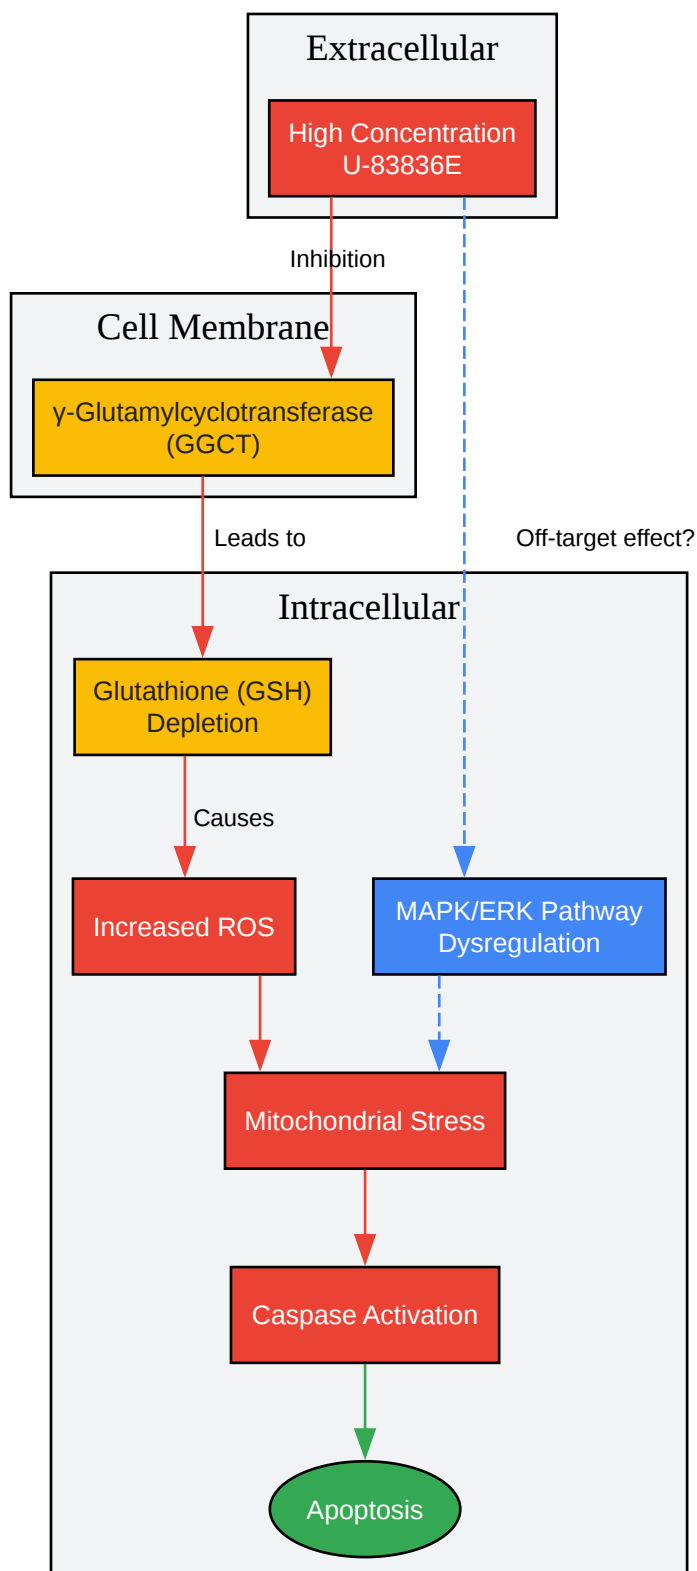 Extracellular
High Concentration
U-83836E
Inhibition
Cell Membrane
γ-Glutamylcyclotransferase
(GGCT)
Leads to
Off-target effect?
Intracellular
Glutathione (GSH)
Depletion
Causes
Increased ROS
MAPK/ERK Pathway
Dysregulation
Mitochondrial Stress
Caspase Activation
Apoptosis